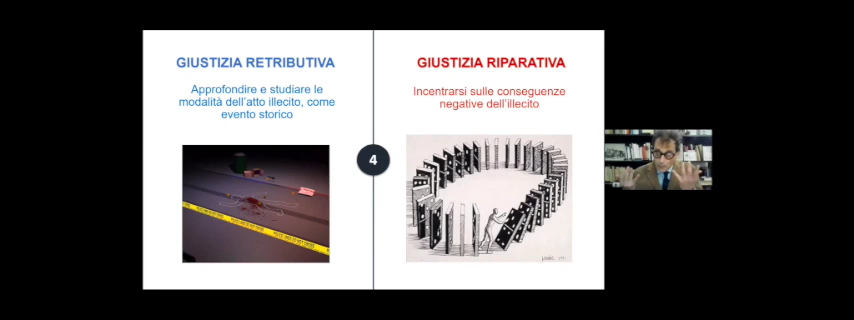 GIUSTIZIA RETRIBUTIVA
Approfondire e studiare le
modalità dell'atto illecito, come
evento storico
4
GIUSTIZIA RIPARATIVA
Incentrarsi sulle conseguenze
negative dell'illecito